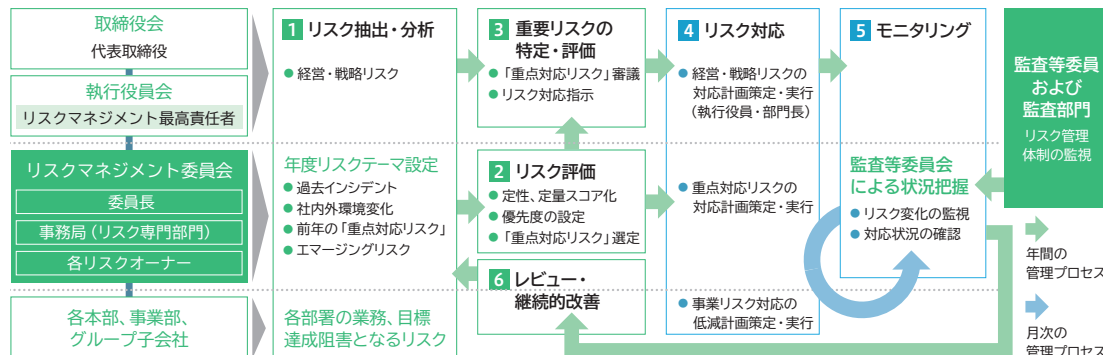 取締役会
代表取締役
執行役員会
リスクマネジメント最高責任者
リスクマネジメント委員会
委員長
事務局(リスク専門部門)
各リスクオーナー
各本部、事業部、
グループ子会社
1 リスク抽出・分析
● 経営・戦略リスク
年度リスクテーマ設定
● 過去インシデント
● 社内外環境変化
● 前年の「重点対応リスク」
● エマージングリスク
各部署の業務、目標
達成阻害となるリスク
3 重要リスクの
特定・評価
● 「重点対応リスク」審議
● リスク対応指示
2 リスク評価
● 定性、定量スコア化
● 優先度の設定
● 「重点対応リスク」選定
6 レビュー・
継続的改善
4 リスク対応
● 経営・戦略リスクの
対応計画策定・実行
(執行役員・部門長)
● 重点対応リスクの
対応計画策定・実行
● 事業リスク対応の
低減計画策定・実行
5 モニタリング
監査等委員会
による状況把握
● リスク変化の監視
● 対応状況の確認
監査等委員
および
監査部門
リスク管理
体制の監視
年間の
管理プロセス
月次の
管理プロセス